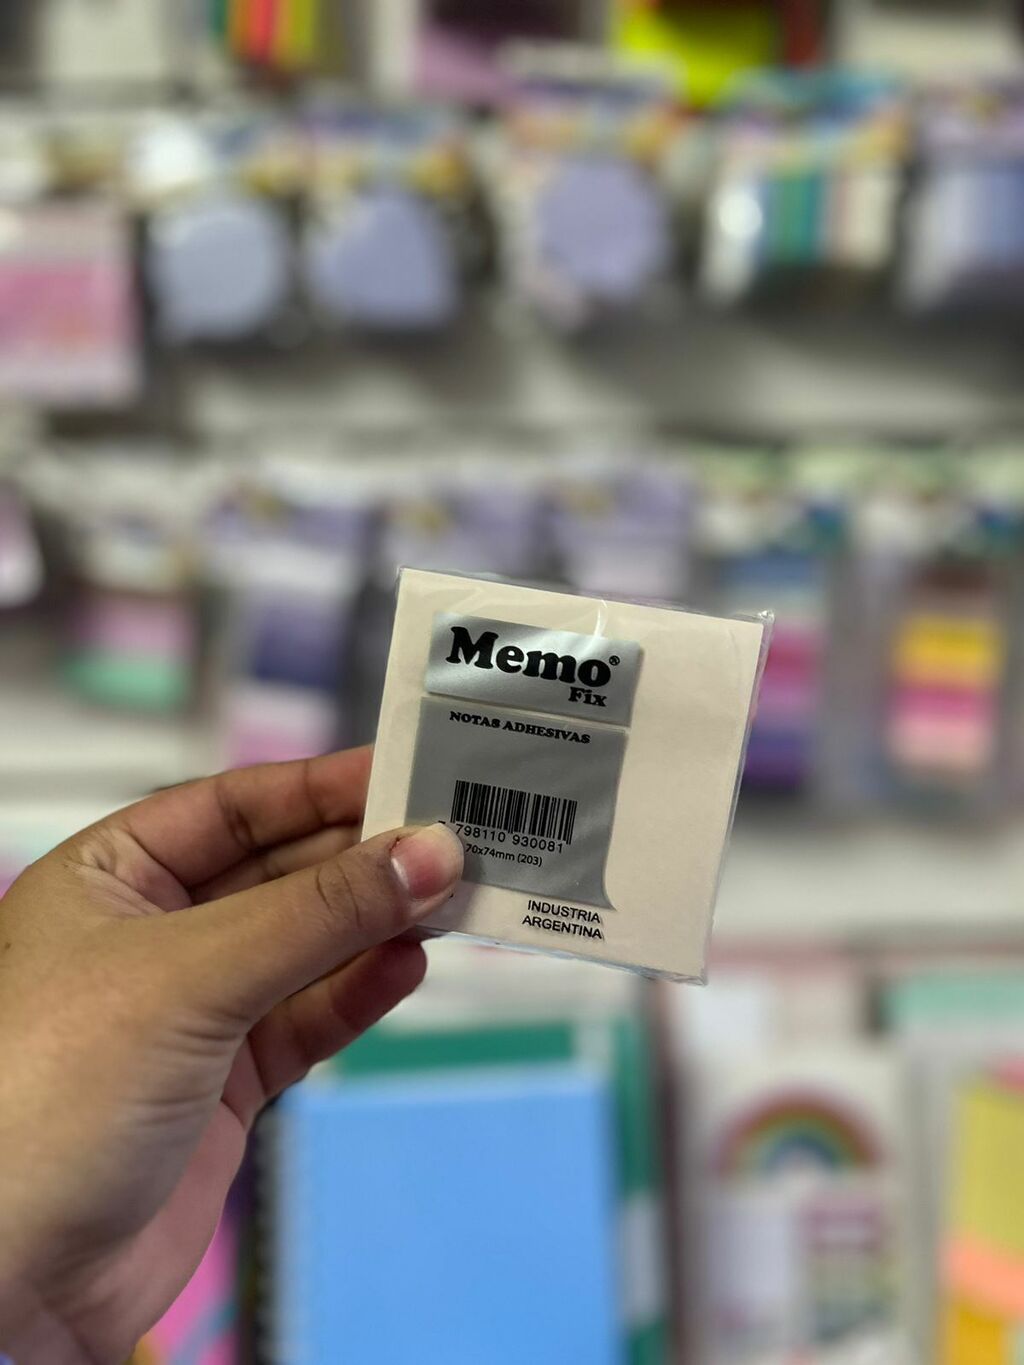 Memo®
Fix
NOTAS ADHESIVAS
798110 930081
70x74mm (203)
INDUSTRIA
ARGENTINA